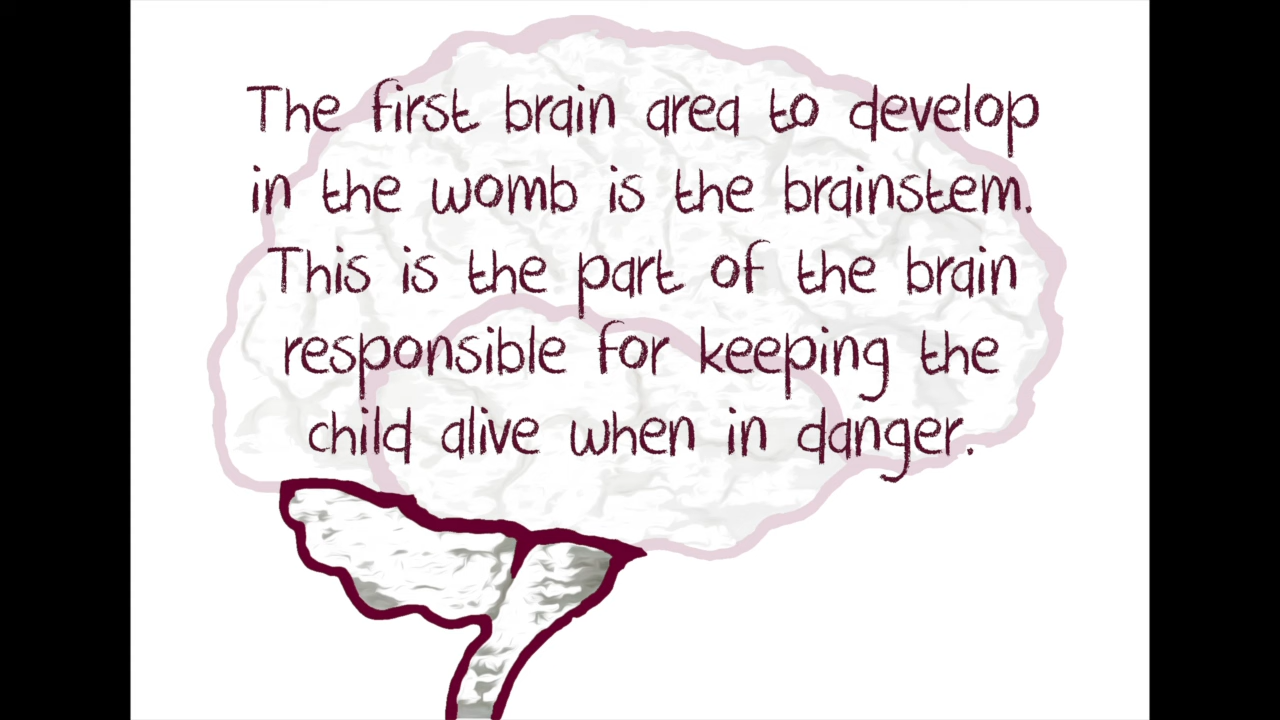 The first brain area to develop
in the womb is the brainstem.
This is the part of the brain
responsible for keeping the
child alive when in danger.